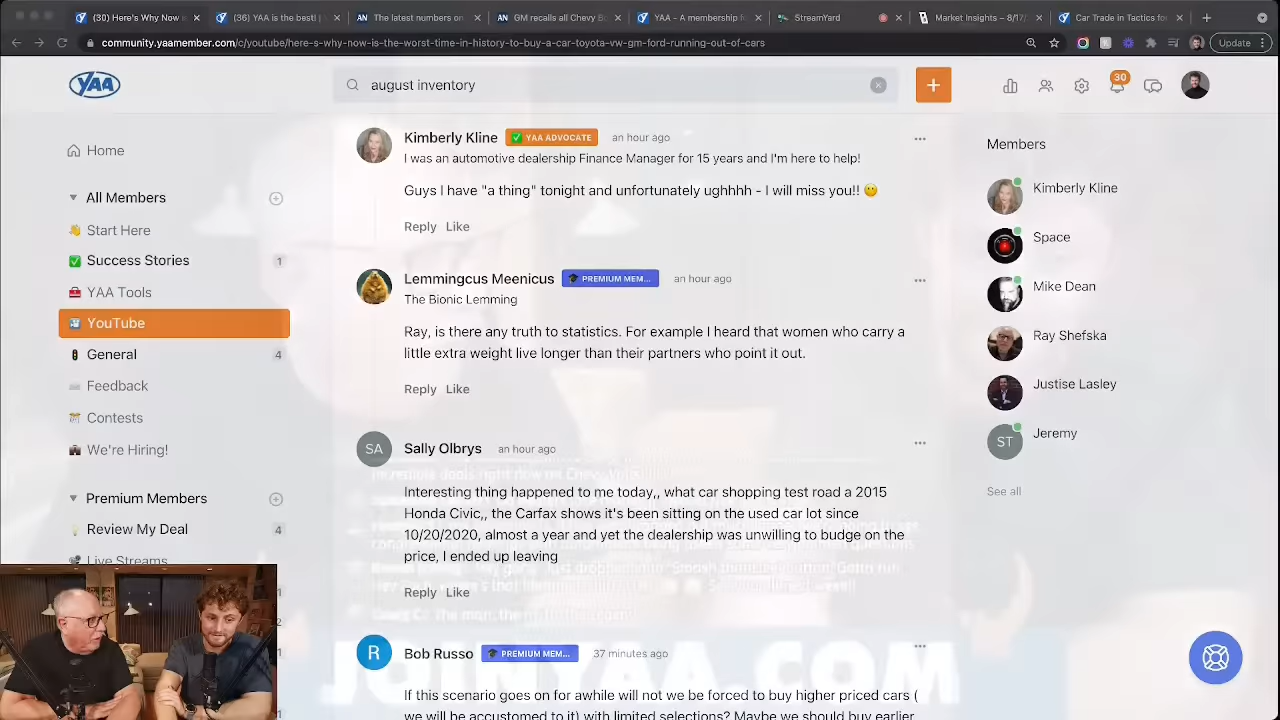 (30) Here's Why Now is
(36) YAA is the best! |
The latest numbers on
GM recalls all Chevy Bo
YAA - A membership fo
StreamYard
Market Insights – 8/17/
Car Trade in Tactics fo
community.yaamember.com/c/youtube/here-s-why-now-is-the-worst-time-in-history-to-buy-a-car-toyota-vw-gm-ford-running-out-of-cars
Update
YAA
august inventory
30
Home
All Members
Start Here
Success Stories 1
YAA Tools
YouTube
General 4
Feedback
Contests
We're Hiring!
Premium Members
Review My Deal 4
Live Streams
Kimberly Kline YAA ADVOCATE an hour ago
I was an automotive dealership Finance Manager for 15 years and I'm here to help!
Guys I have "a thing" tonight and unfortunately ughhhh - I will miss you!! 🙁
Reply Like
Lemmingcus Meenicus PREMIUM MEM... an hour ago
The Bionic Lemming
Ray, is there any truth to statistics. For example I heard that women who carry a
little extra weight live longer than their partners who point it out.
Reply Like
SA Sally Olbrys an hour ago
Interesting thing happened to me today,, what car shopping test road a 2015
Honda Civic,, the Carfax shows it's been sitting on the used car lot since
10/20/2020, almost a year and yet the dealership was unwilling to budge on the
price, I ended up leaving
Reply Like
R Bob Russo PREMIUM MEM... 37 minutes ago
If this scenario goes on for awhile will not we be forced to buy higher priced cars (
we will be accustomed to it) with limited selections? Maybe we should buy earlier
JOINYAA.COM
Members
Kimberly Kline
Space
Mike Dean
Ray Shefska
Justise Lasley
ST Jeremy
See all